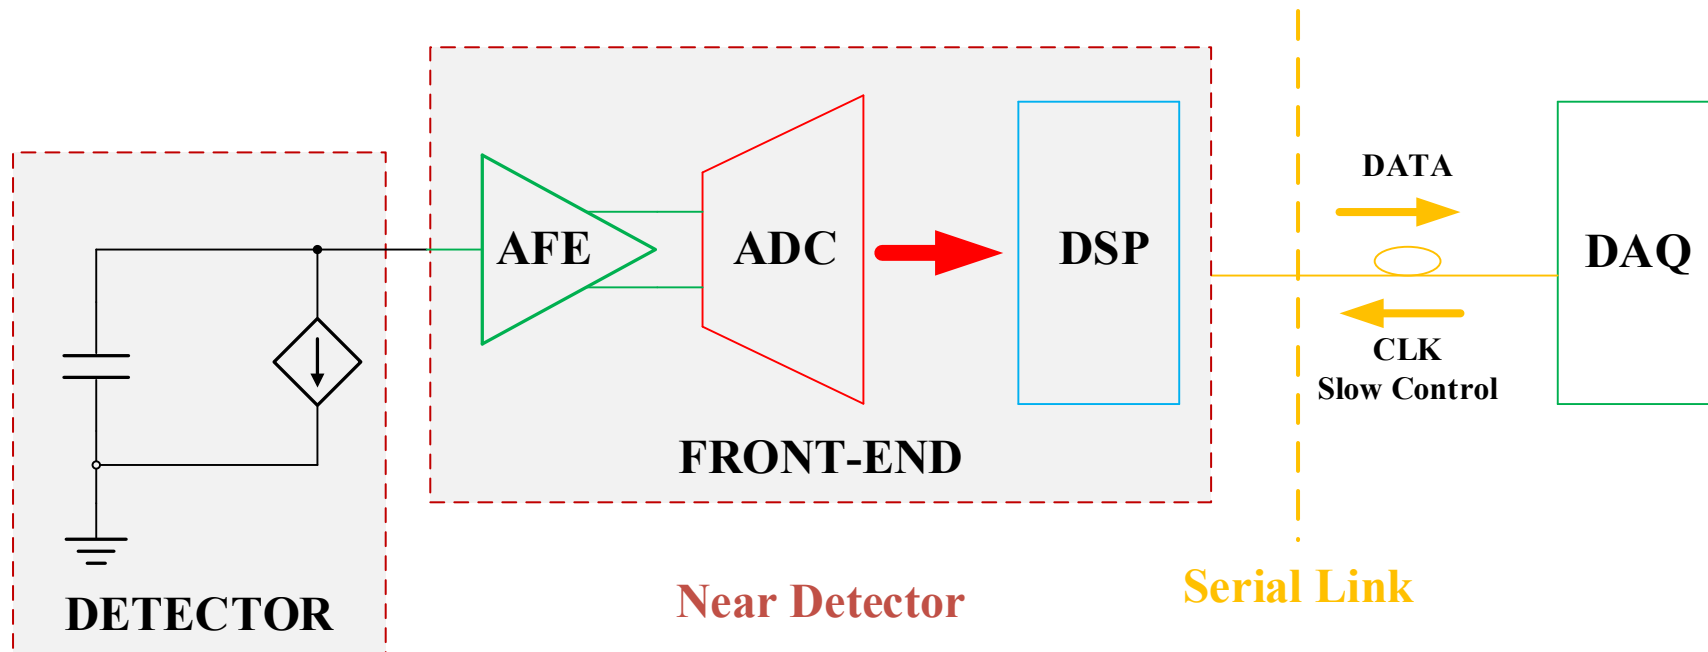 DETECTOR
AFE
ADC
DSP
FRONT-END
Near Detector
Serial Link
DATA
CLK
Slow Control
DAQ